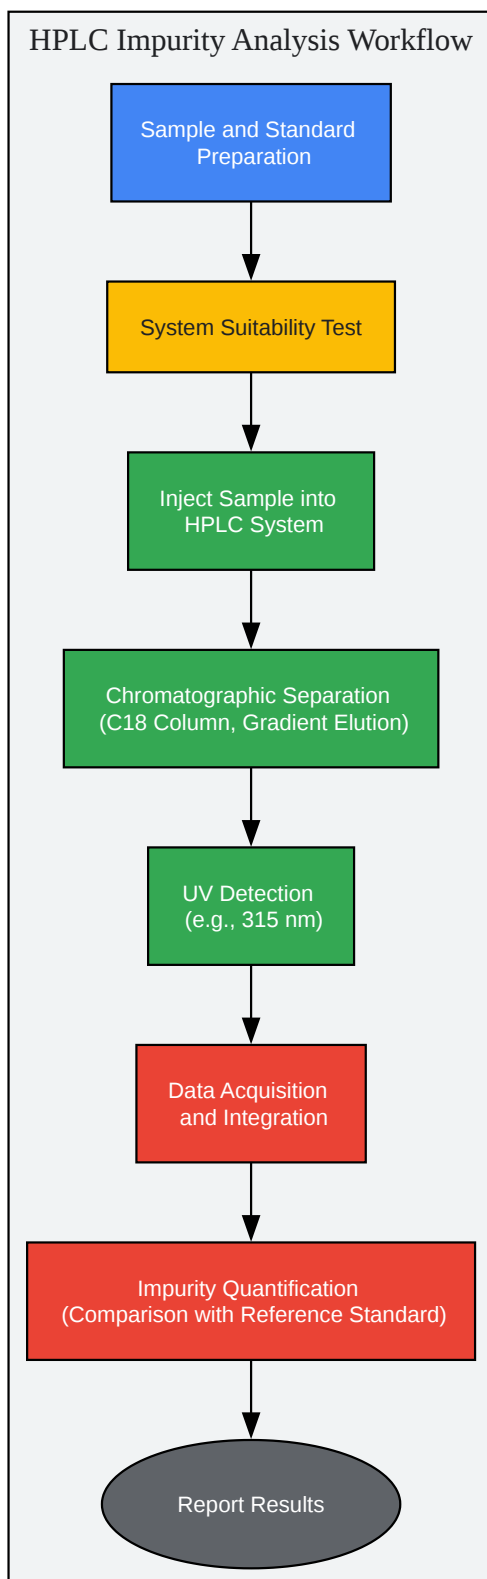 HPLC Impurity Analysis Workflow
Sample and Standard
Preparation
System Suitability Test
Inject Sample into
HPLC System
Chromatographic Separation
(C18 Column, Gradient Elution)
UV Detection
(e.g., 315 nm)
Data Acquisition
and Integration
Impurity Quantification
(Comparison with Reference Standard)
Report Results